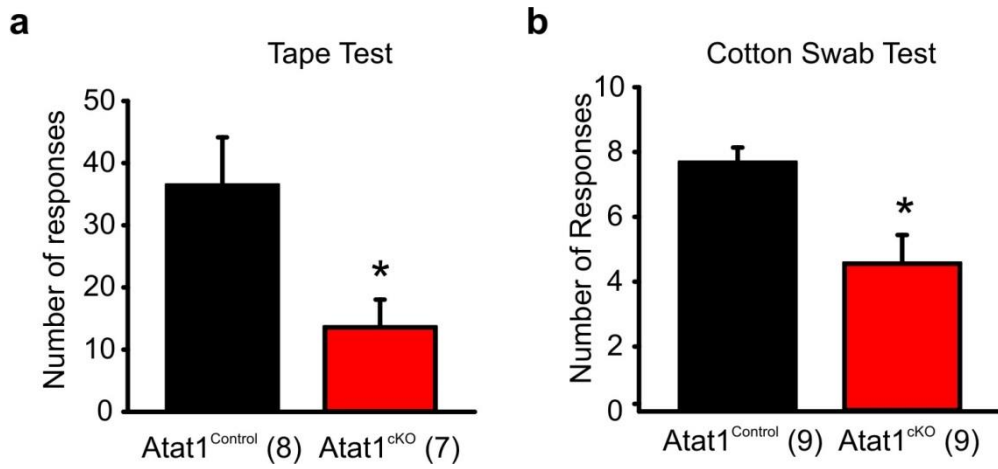 a
Tape Test
Number of responses
50
40
30
20
10
0
*
Atat1Control (8)
Atat1cKO (7)
b
Cotton Swab Test
Number of Responses
10
8
6
4
2
0
*
Atat1Control (9)
Atat1cKO (9)